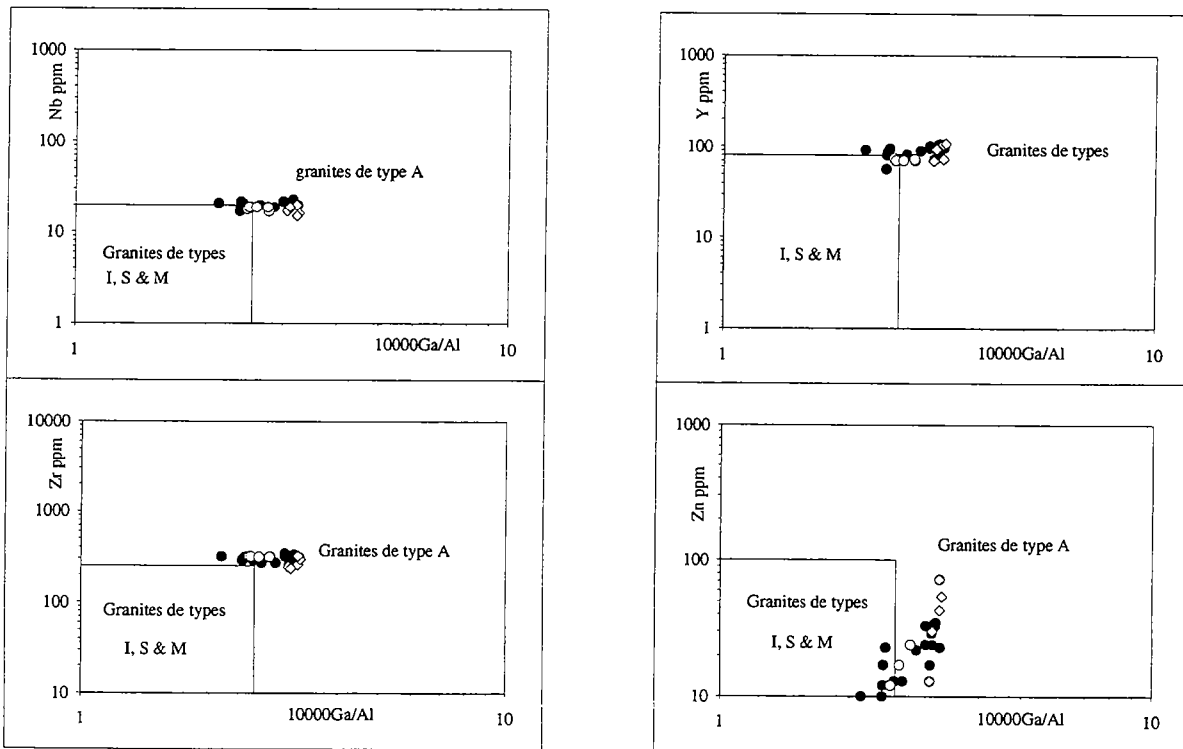 1000
Nb ppm
100
granites de type A
10
Granites de types
I, S & M
1
1
10000Ga/Al
10
1000
Y ppm
100
Granites de types
10
I, S & M
I
1
10000Ga/Al
10
10000
Zr ppm
1000
Granites de type A
100
Granites de types
I, S & M
10
1
10000Ga/Al
10
1000
Zn ppm
100
Granites de type A
Granites de types
I, S & M
10
1
10000Ga/Al
10